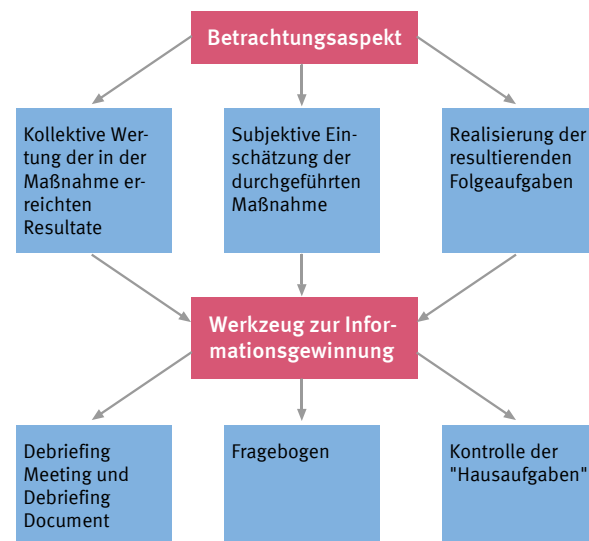 Betrachtungsaspekt
Kollektive Wer-
tung der in der
Maßnahme er-
reichten
Resultate
Subjektive Ein-
schätzung der
durchgeführten
Maßnahme
Realisierung der
resultierenden
Folgeaufgaben
Werkzeug zur Infor-
mationsgewinnung
Debriefing
Meeting und
Debriefing
Document
Fragebogen
Kontrolle der
"Hausaufgaben"